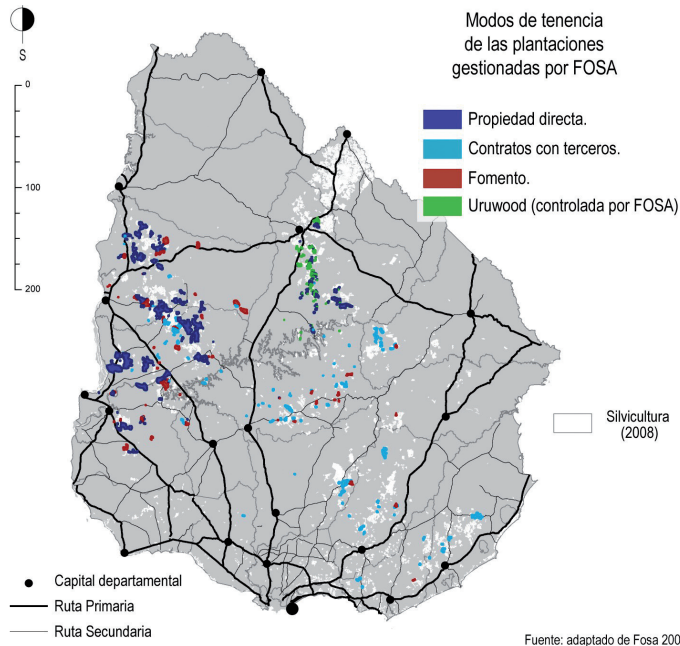 Modos de tenencia
de las plantaciones
gestionadas por FOSA
S
0
100
200
Propiedad directa.
Contratos con terceros.
Fomento.
Uruwood (controlada por FOSA)
Silvicultura
(2008)
Capital departamental
Ruta Primaria
Ruta Secundaria
Fuente: adaptado de Fosa 200